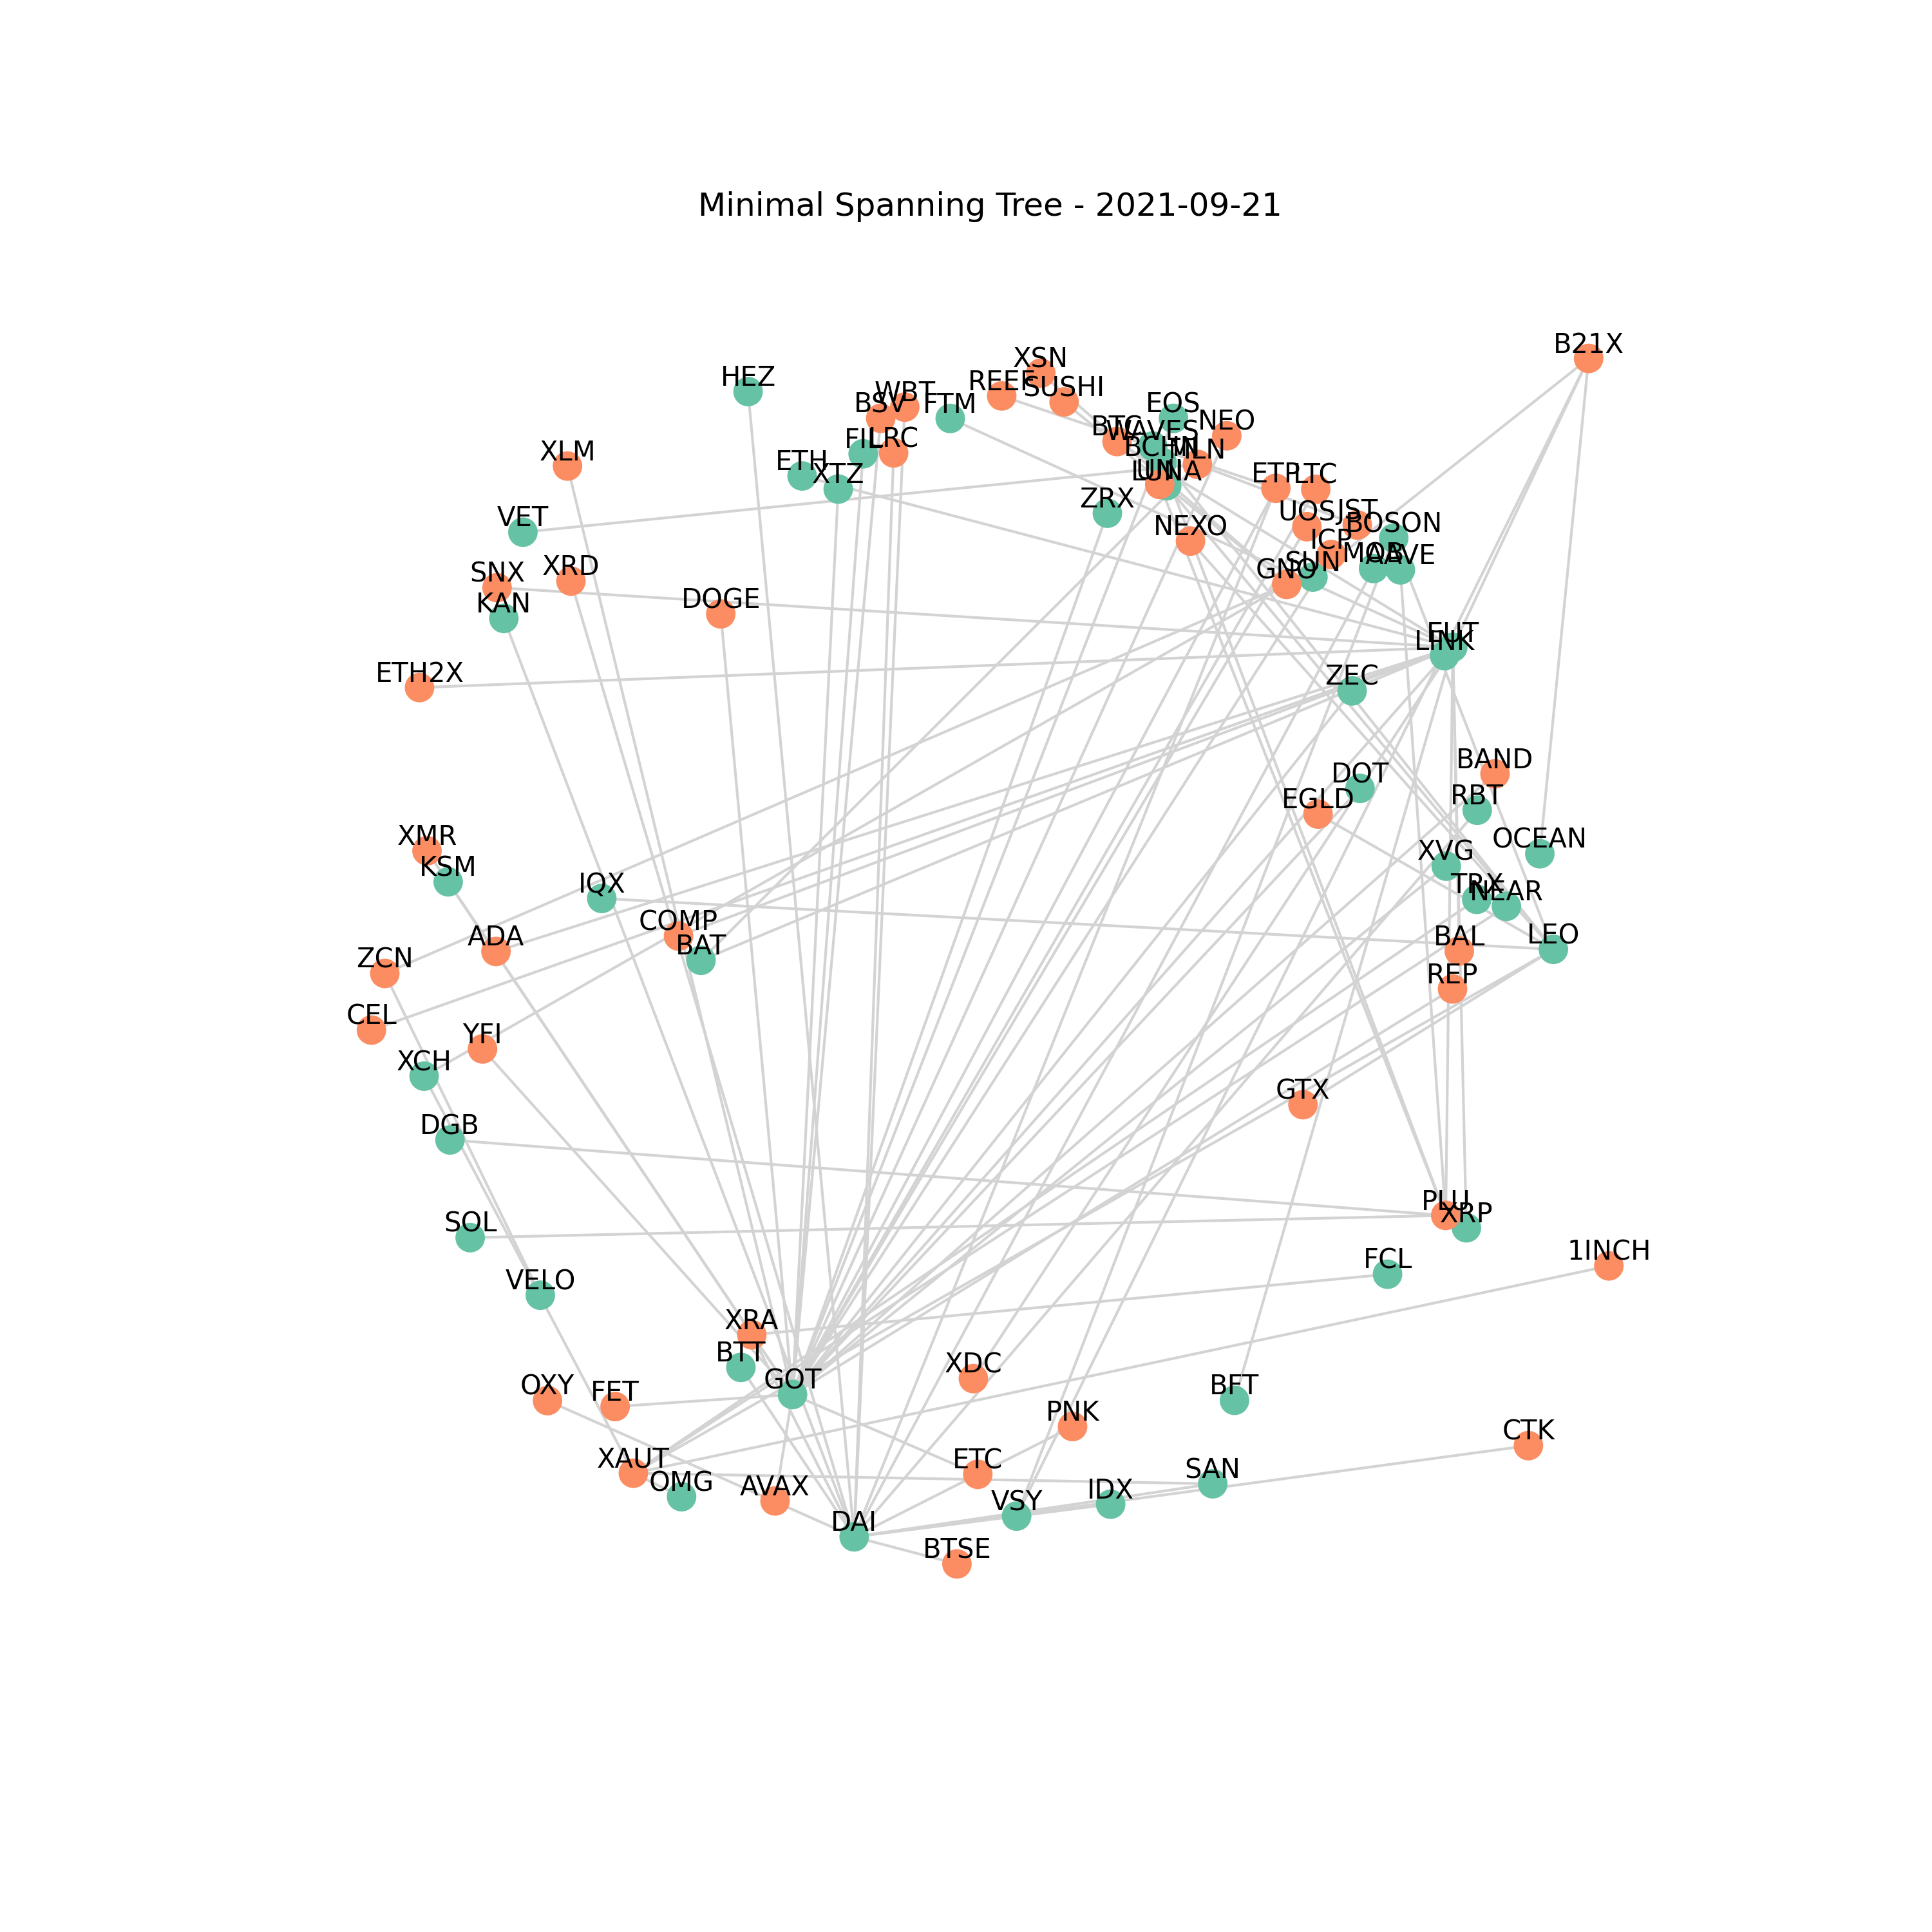 Minimal Spanning Tree - 2021-09-21
B21X
XSN
HEZ
REEF
SUSHI
WBT
BSV
FTM
EOS
BTC
WAVES
NEO
FIL
LRC
BCH
MLN
XLM
ETH
XTZ
UNI
LUNA
ETP
LTC
ZRX
UOS
JST
VET
NEXO
BOSON
ICP
MOB
AAVE
SNX
XRD
SUN
GNO
KAN
DOGE
LINK
ETH2X
ZEC
BAND
DOT
EGLD
RBT
XMR
OCEAN
KSM
XVG
IQX
TRX
NEAR
COMP
ADA
BAT
BAL
LEO
ZCN
REP
CEL
YFI
XCH
GTX
DGB
PLU
SOL
XRP
1INCH
FCL
VELO
XRA
BTT
XDC
GOT
OXY
FET
BFT
PNK
CTK
XAUT
ETC
OMG
AVAX
SAN
VSY
IDX
DAI
BTSE